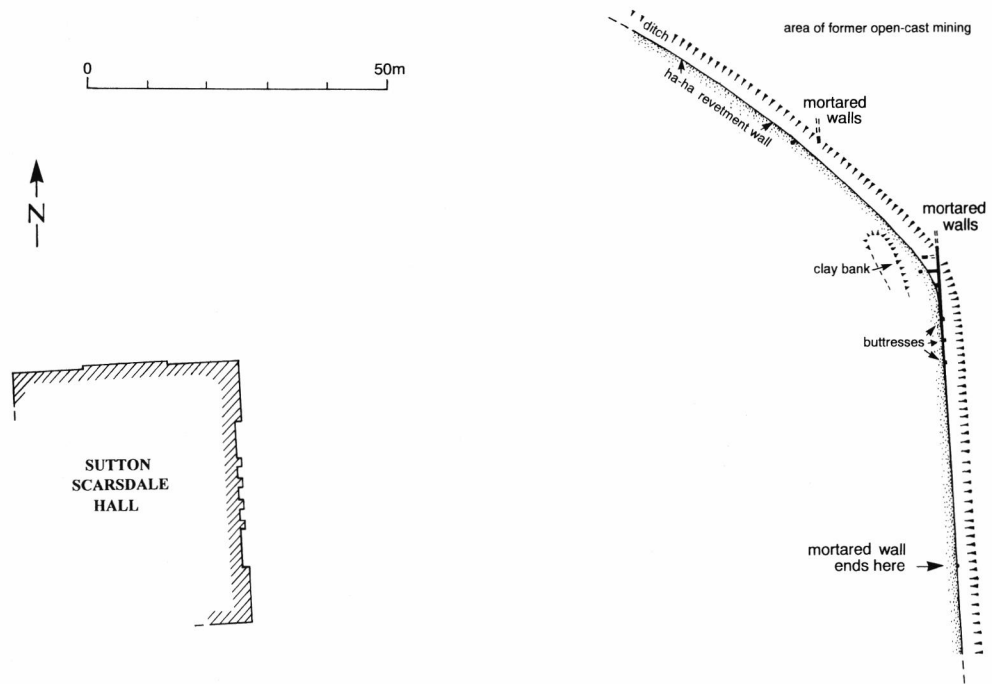 ditch
area of former open-cast mining
0 50m
ha-ha revetment wall
mortared
walls
N
mortared
walls
clay bank
buttresses
SUTTON
SCARSDALE
HALL
mortared wall
ends here